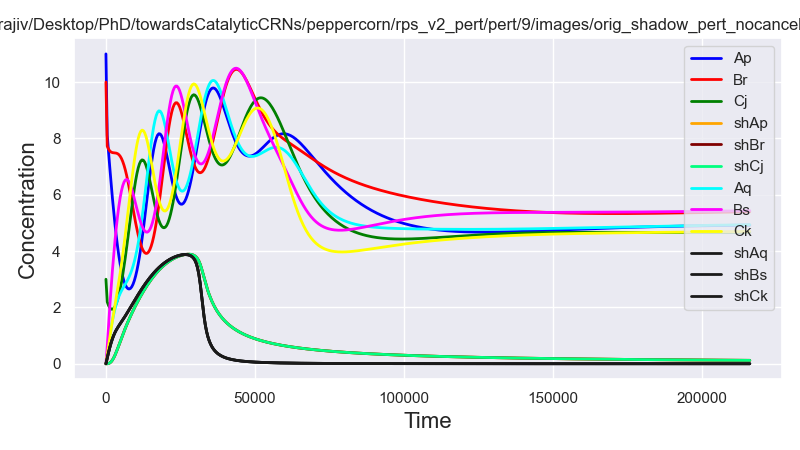 rajiv/Desktop/PhD/towardsCatalyticCRNs/peppercorn/rps_v2_pert/pert/9/images/orig_shadow_pert_nocancel
Concentration
10
8
6
4
2
0
0
50000
100000
150000
200000
Time
Ap
Br
Cj
shAp
shBr
shCj
Aq
Bs
Ck
shAq
shBs
shCk